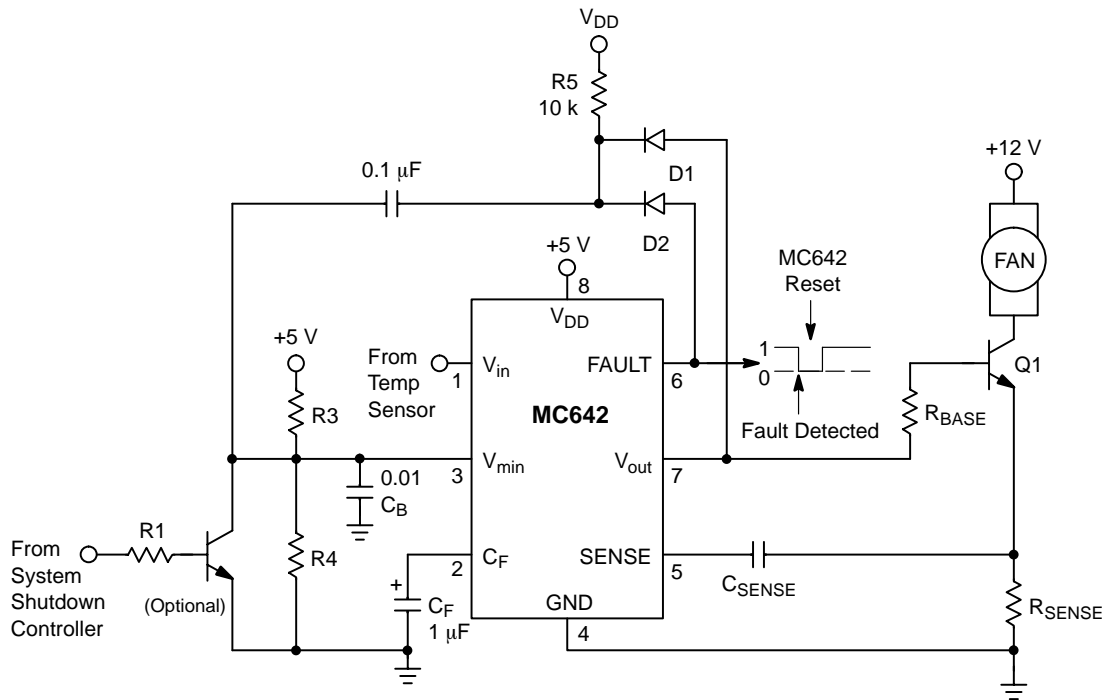 VDD
R5
10 k
D1
+12 V
0.1 μF
D2
FAN
+5 V
MC642
Reset
8
VDD
+5 V
From
Temp
Sensor
1
Vin
FAULT
6
1
0
Q1
R3
MC642
RBASE
Fault Detected
Vmin
3
Vout
7
0.01
CB
R1
From
System
Shutdown
Controller
(Optional)
R4
CF
2
SENSE
5
CSENSE
+
CF
1 μF
GND
4
RSENSE